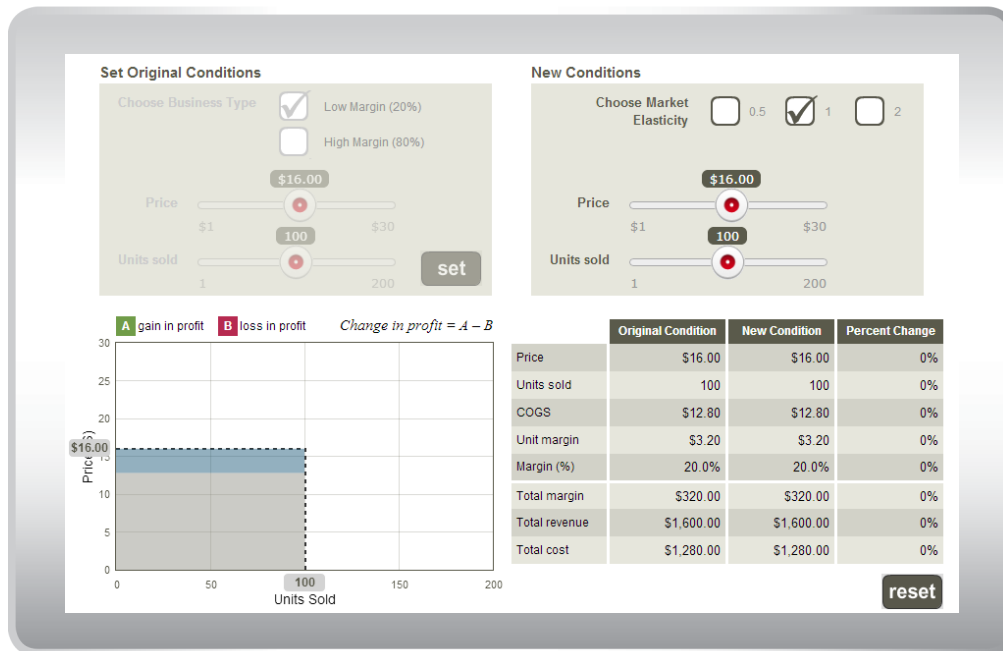 Set Original Conditions
Choose Business Type
Low Margin (20%)
High Margin (80%)
$16.00
Price
$1 $30
100
Units sold
1 200
set
New Conditions
Choose Market Elasticity
0.5 1 2
$16.00
Price
$1 $30
100
Units sold
1 200
A gain in profit B loss in profit Change in profit = A – B
30
25
20
$16.00
15
10
5
0
Price ($)
0 50 100 150 200
Units Sold
Original Condition New Condition Percent Change
Price $16.00 $16.00 0%
Units sold 100 100 0%
COGS $12.80 $12.80 0%
Unit margin $3.20 $3.20 0%
Margin (%) 20.0% 20.0% 0%
Total margin $320.00 $320.00 0%
Total revenue $1,600.00 $1,600.00 0%
Total cost $1,280.00 $1,280.00 0%
reset